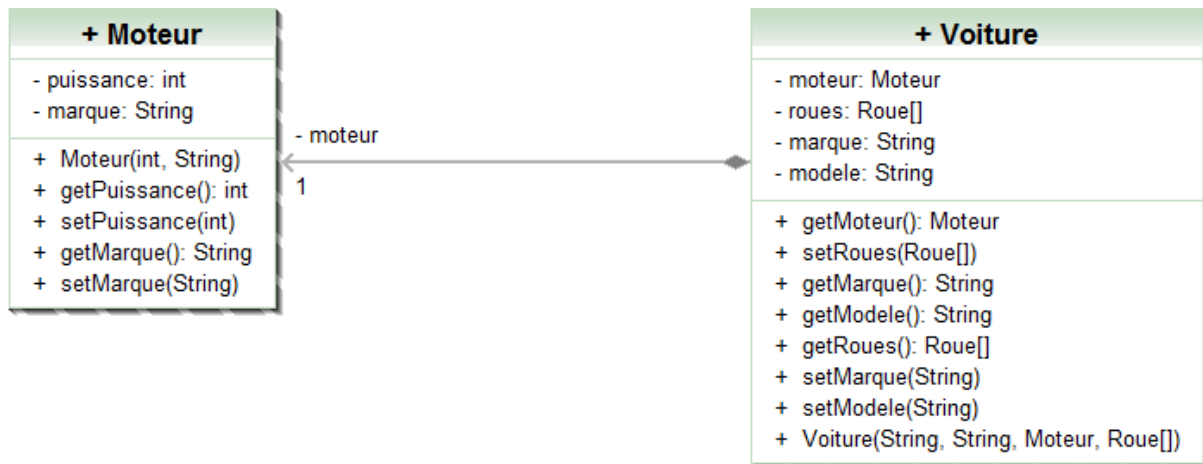 + Moteur
- puissance: int
- marque: String
+ Moteur(int, String)
+ getPuissance(): int
+ setPuissance(int)
+ getMarque(): String
+ setMarque(String)
- moteur
1
+ Voiture
- moteur: Moteur
- roues: Roue[]
- marque: String
- modele: String
+ getMoteur(): Moteur
+ setRoues(Roue[])
+ getMarque(): String
+ getModele(): String
+ getRoues(): Roue[]
+ setMarque(String)
+ setModele(String)
+ Voiture(String, String, Moteur, Roue[])